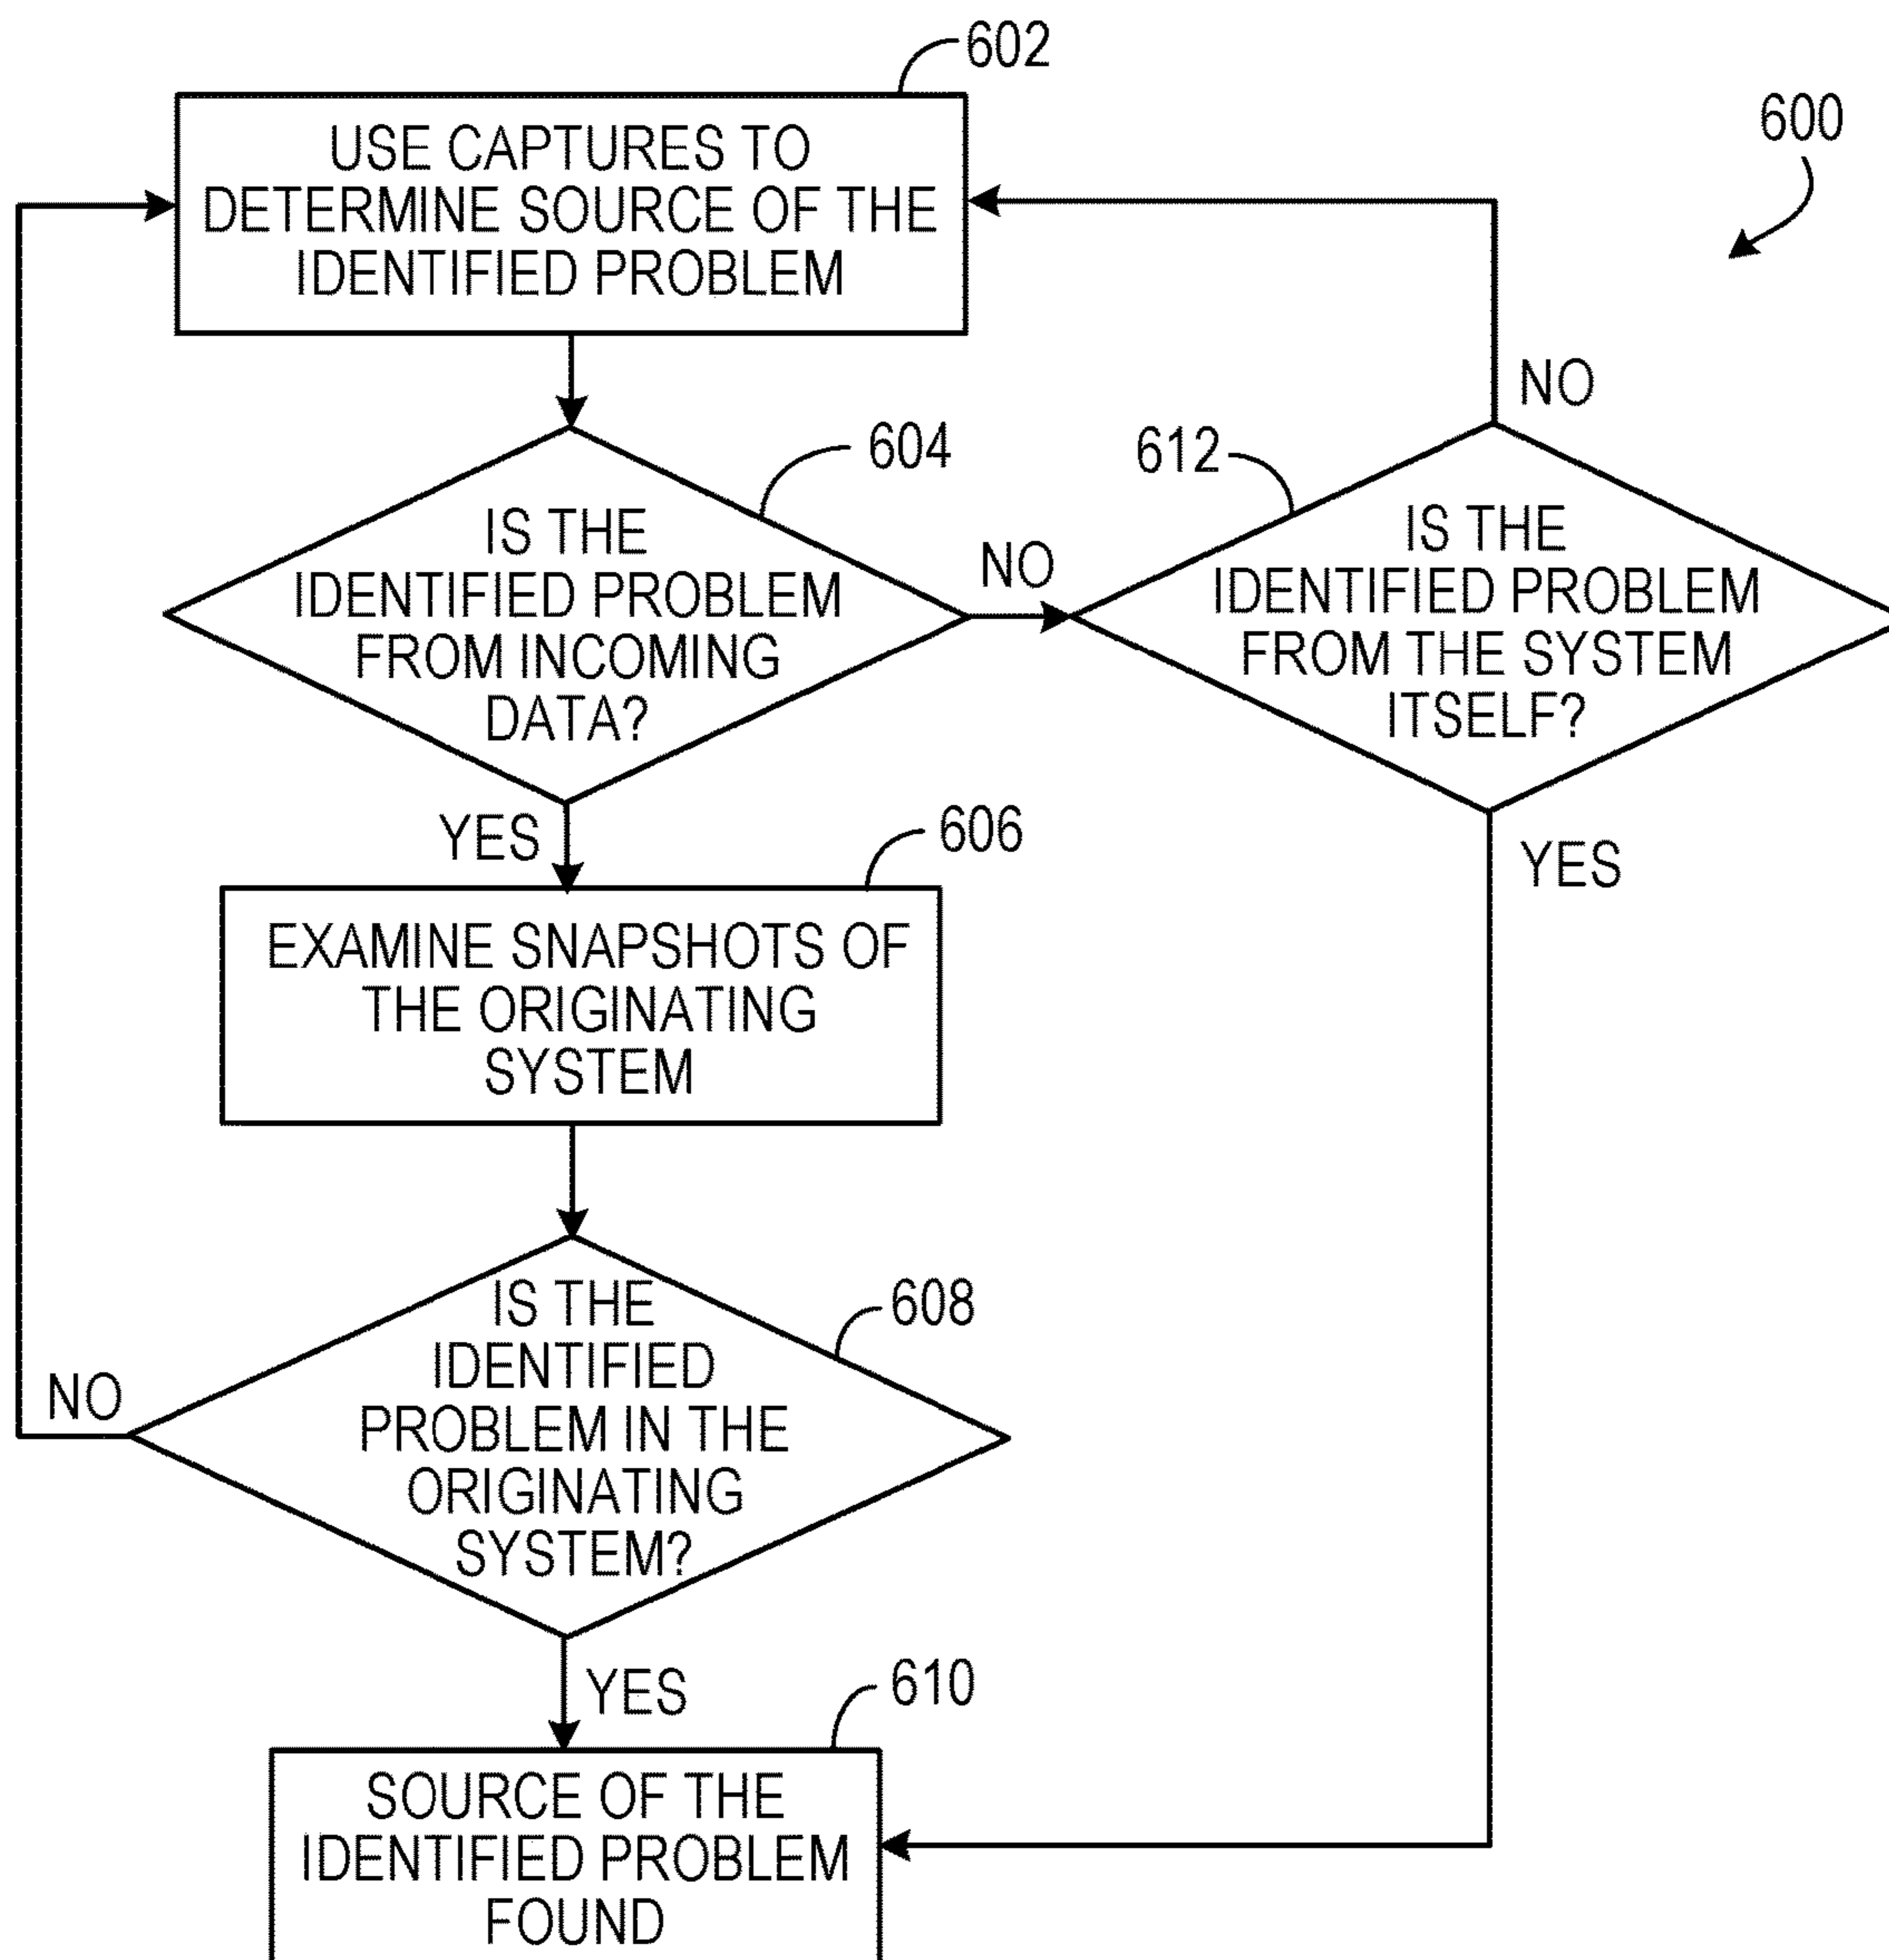 602
USE CAPTURES TO
DETERMINE SOURCE OF THE
IDENTIFIED PROBLEM
600
604
IS THE
IDENTIFIED PROBLEM
FROM INCOMING
DATA?
NO
612
IS THE
IDENTIFIED PROBLEM
FROM THE SYSTEM
ITSELF?
NO
YES
YES
606
EXAMINE SNAPSHOTS OF
THE ORIGINATING
SYSTEM
608
IS THE
IDENTIFIED
PROBLEM IN THE
ORIGINATING
SYSTEM?
NO
YES
610
SOURCE OF THE
IDENTIFIED PROBLEM
FOUND